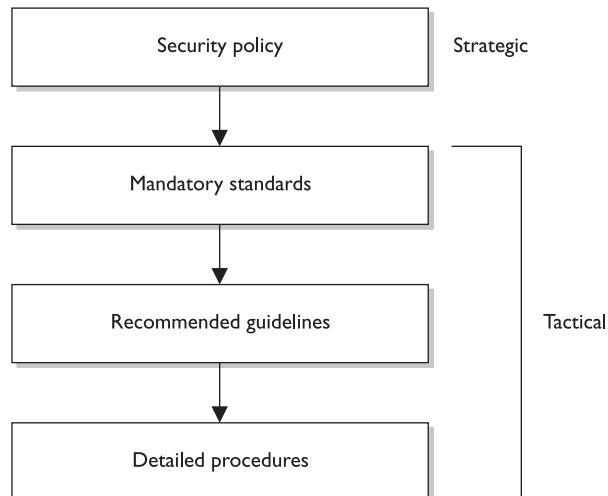 Security policy
Strategic
Mandatory standards
Recommended guidelines
Tactical
Detailed procedures